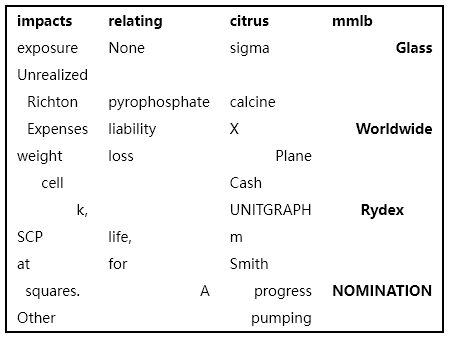 impacts relating citrus mmlb
exposure None sigma Glass
Unrealized
Richton pyrophosphate calcine
Expenses liability X Worldwide
weight loss Plane
cell Cash
k, UNITGRAPH Rydex
SCP life, m
at for Smith
squares. A progress NOMINATION
Other pumping